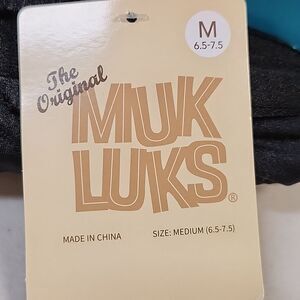 M
6.5-7.5
The
Original
MUK
LUKS®
MADE IN CHINA SIZE: MEDIUM (6.5-7.5)